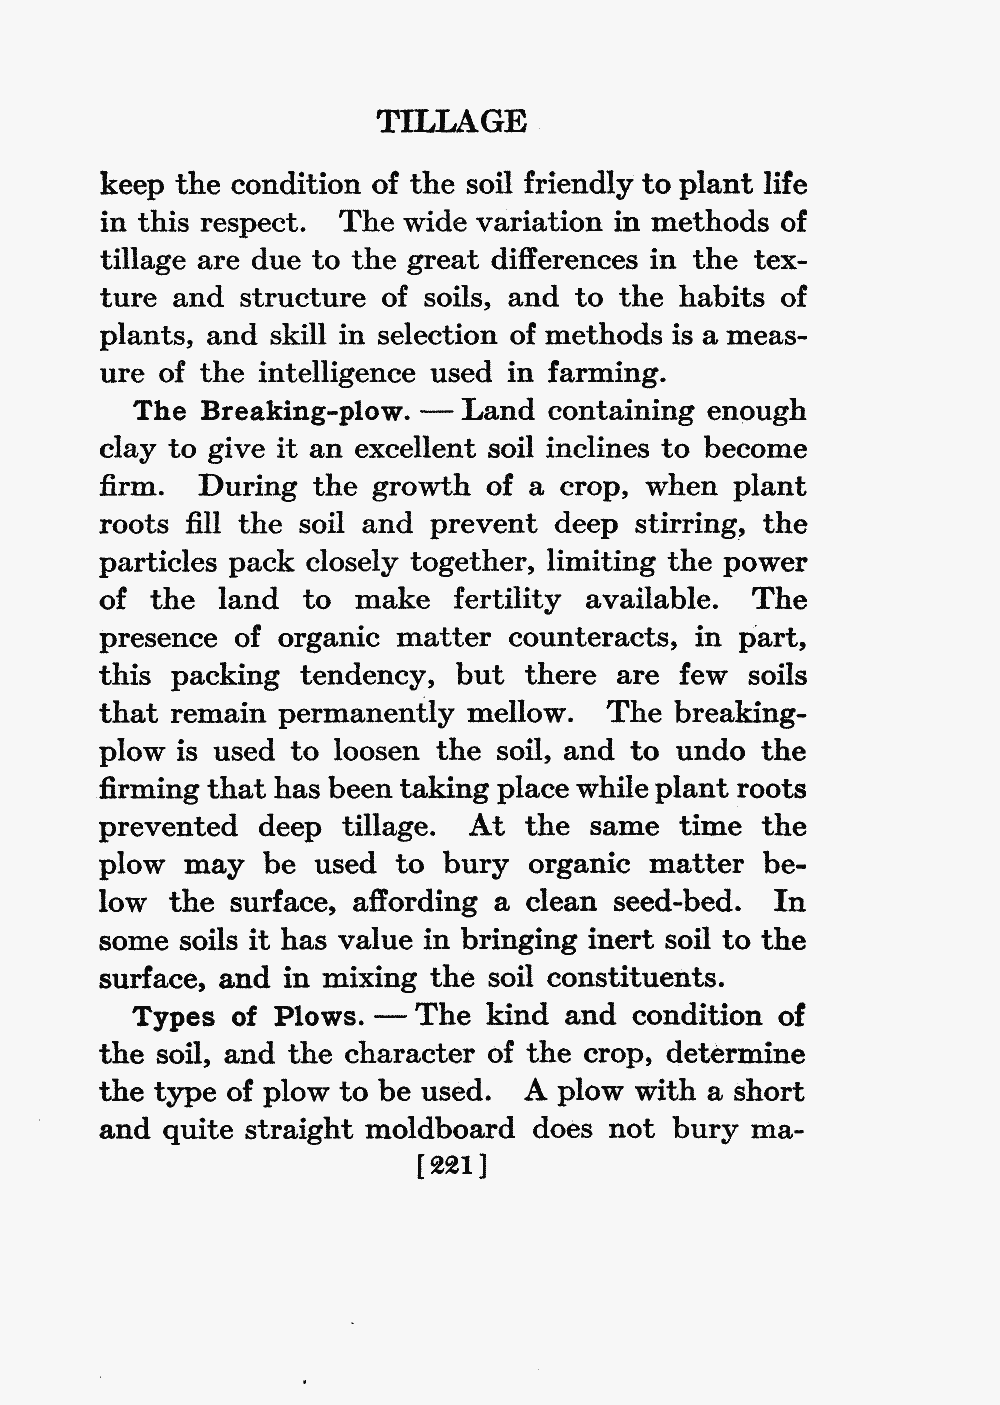 TILLAGE
keep the condition of the soil friendly to plant life
in this respect. The wide variation in methods of
tillage are due to the great differences in the tex-
ture and structure of soils, and to the habits of
plants, and skill in selection of methods is a meas-
ure of the intelligence used in farming.
The Breaking-plow. — Land containing enough
clay to give it an excellent soil inclines to become
firm. During the growth of a crop, when plant
roots fill the soil and prevent deep stirring, the
particles pack closely together, limiting the power
of the land to make fertility available. The
presence of organic matter counteracts, in part,
this packing tendency, but there are few soils
that remain permanently mellow. The breaking-
plow is used to loosen the soil, and to undo the
firming that has been taking place while plant roots
prevented deep tillage. At the same time the
plow may be used to bury organic matter be-
low the surface, affording a clean seed-bed. In
some soils it has value in bringing inert soil to the
surface, and in mixing the soil constituents.
Types of Plows. — The kind and condition of
the soil, and the character of the crop, determine
the type of plow to be used. A plow with a short
and quite straight moldboard does not bury ma-
[221]